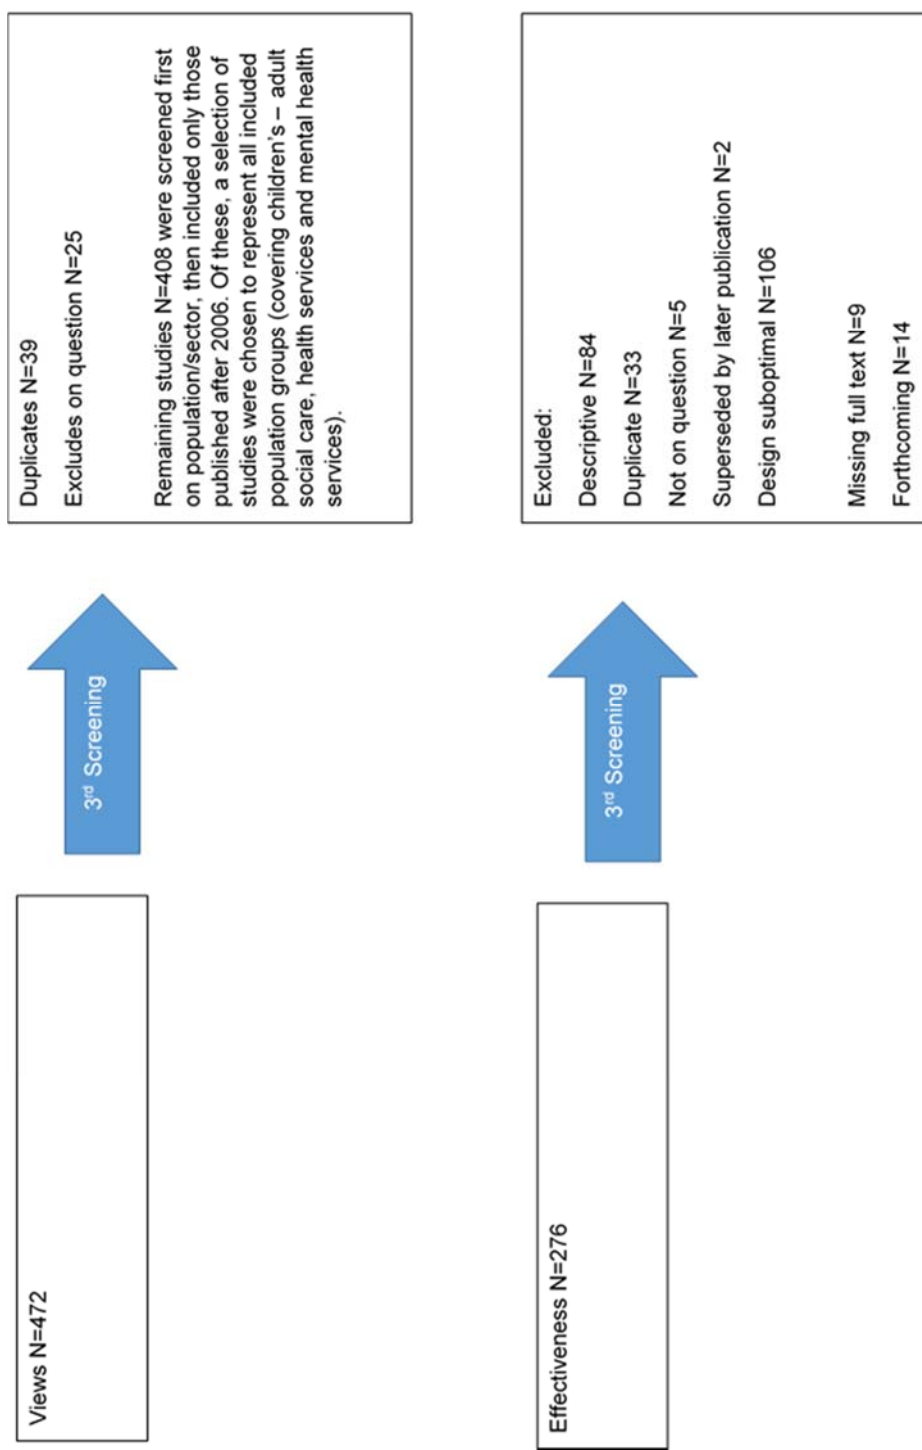 Views N=472
3rd Screening
Duplicates N=39
Excludes on question N=25
Remaining studies N=408 were screened first
on population/sector, then included only those
published after 2006. Of these, a selection of
studies were chosen to represent all included
population groups (covering children's – adult
social care, health services and mental health
services).
Effectiveness N=276
3rd Screening
Excluded:
Descriptive N=84
Duplicate N=33
Not on question N=5
Superseded by later publication N=2
Design suboptimal N=106
Missing full text N=9
Forthcoming N=14